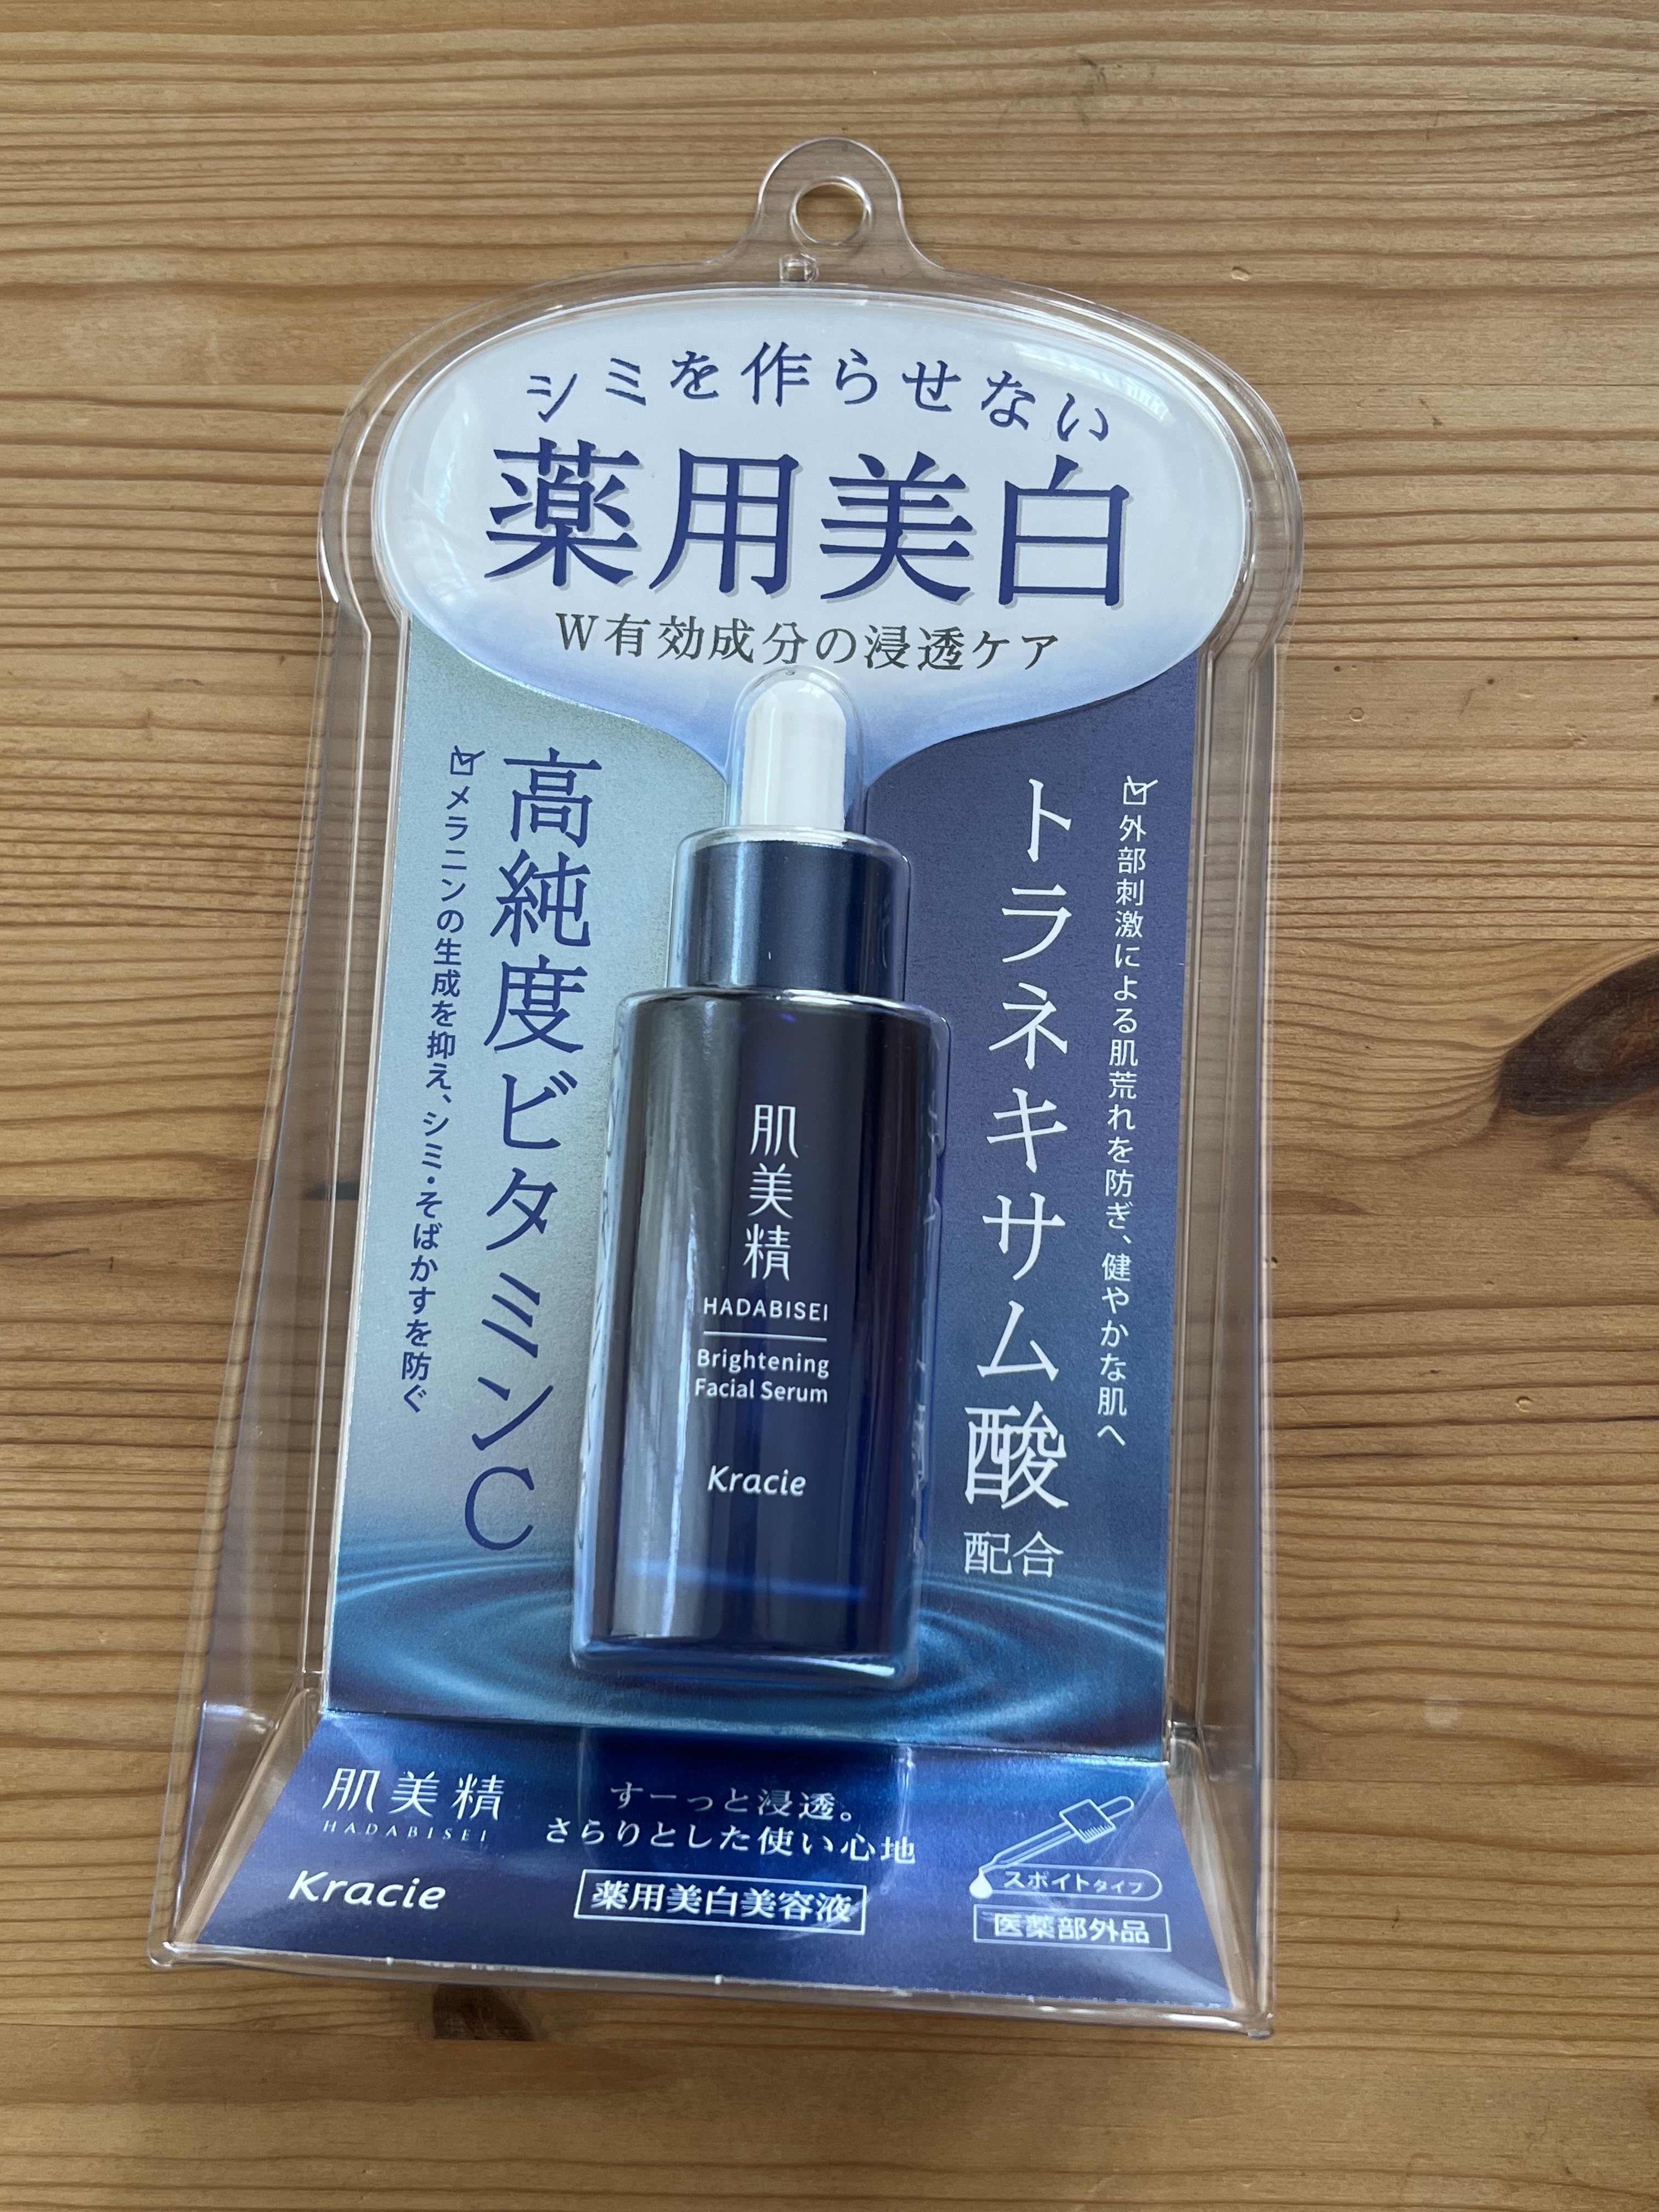 シミを作らせない
薬用美白
W有効成分の浸透ケア
☑外部刺激による肌荒れを防ぎ、健やかな肌へ
トラネキサム酸
配合
高純度ビタミンC
☑メラニンの生成を抑え、シミ・そばかすを防ぐ
肌美精
HADABISEI
Brightening
Facial Serum
Kracie
肌美精
HADABISEI
Kracie
すーっと浸透。
さらりとした使い心地
薬用美白美容液
スポイトタイプ
医薬部外品